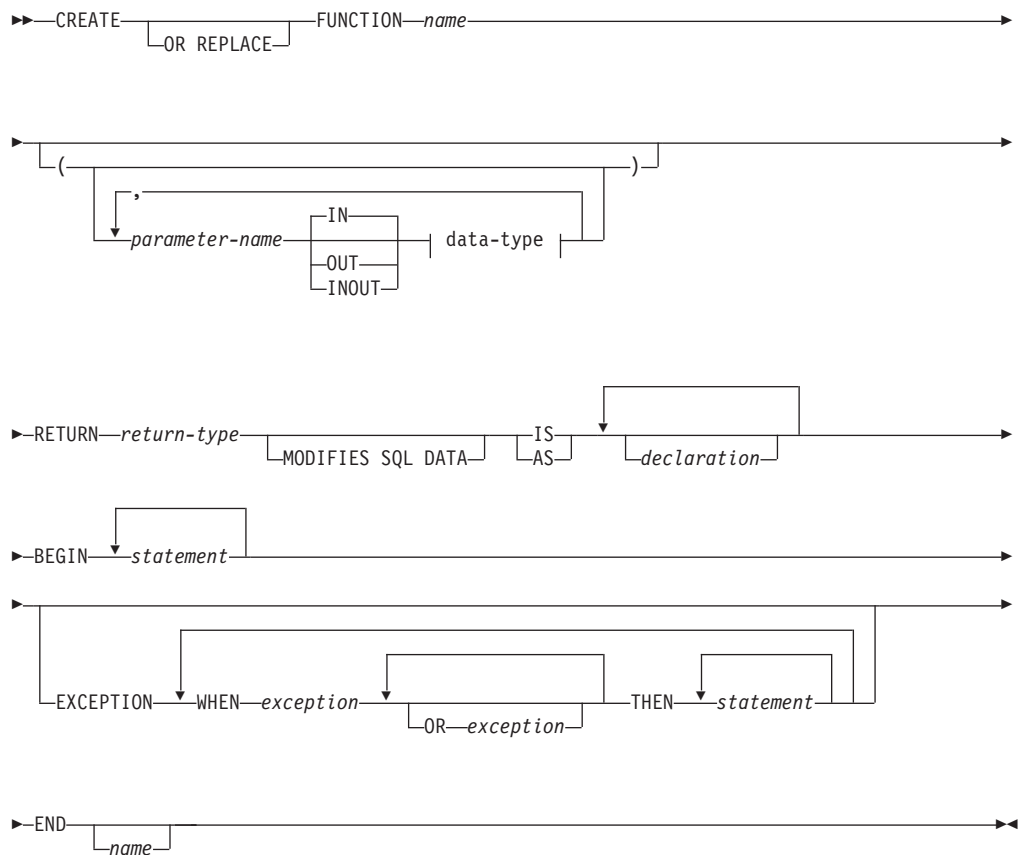 CREATE FUNCTION name
OR REPLACE
( )
,
IN
parameter-name data-type
OUT
INOUT
RETURN return-type IS
MODIFIES SQL DATA AS declaration
BEGIN statement
EXCEPTION WHEN exception THEN statement
OR exception
END
name